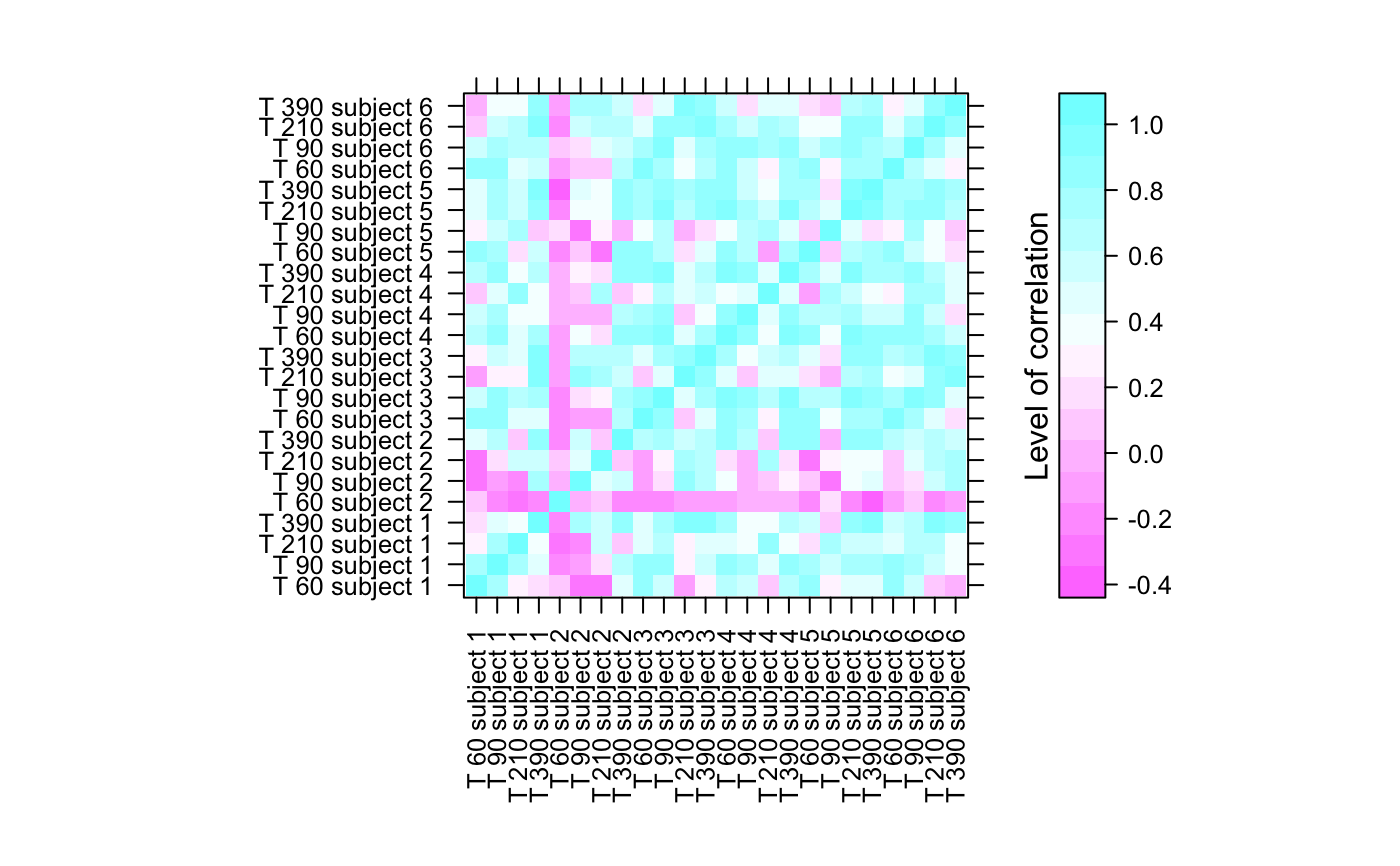 T 390 subject 6
T 210 subject 6
T 90 subject 6
T 60 subject 6
T 390 subject 5
T 210 subject 5
T 90 subject 5
T 60 subject 5
T 390 subject 4
T 210 subject 4
T 90 subject 4
T 60 subject 4
T 390 subject 3
T 210 subject 3
T 90 subject 3
T 60 subject 3
T 390 subject 2
T 210 subject 2
T 90 subject 2
T 60 subject 2
T 390 subject 1
T 210 subject 1
T 90 subject 1
T 60 subject 1
T 60 subject 1
T 90 subject 1
T 210 subject 1
T 390 subject 1
T 60 subject 2
T 90 subject 2
T 210 subject 2
T 390 subject 2
T 60 subject 3
T 90 subject 3
T 210 subject 3
T 390 subject 3
T 60 subject 4
T 90 subject 4
T 210 subject 4
T 390 subject 4
T 60 subject 5
T 90 subject 5
T 210 subject 5
T 390 subject 5
T 60 subject 6
T 90 subject 6
T 210 subject 6
T 390 subject 6
Level of correlation
1.0
0.8
0.6
0.4
0.2
0.0
-0.2
-0.4